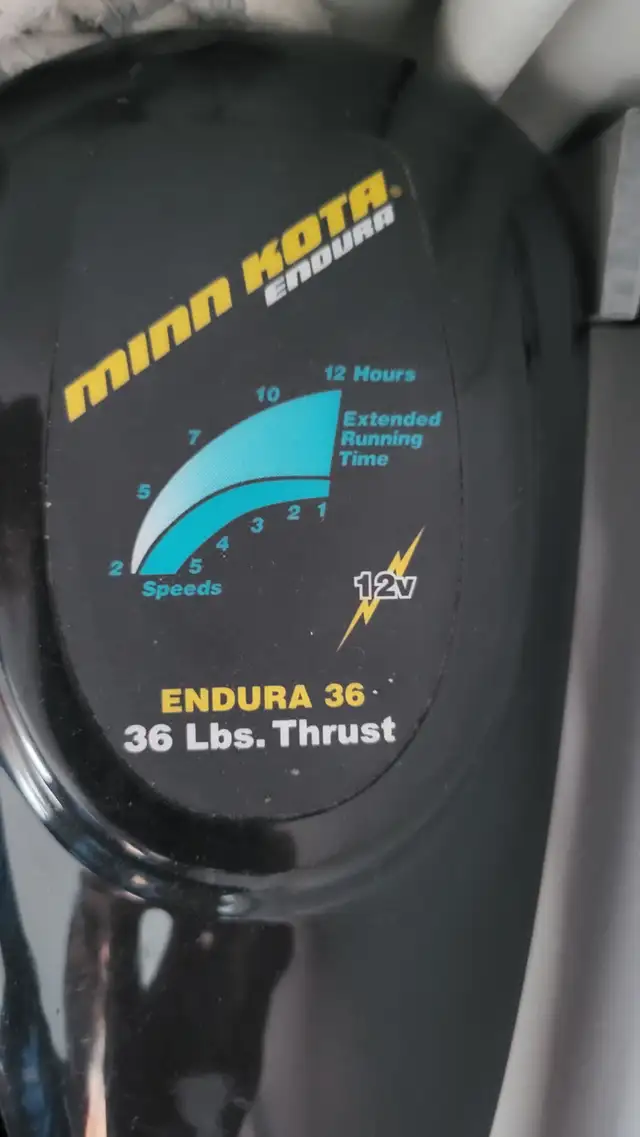 MINN KOTA®
ENDURA
12 Hours
10
7
5
2
Extended
Running
Time
1
2
3
4
5
Speeds
12v
ENDURA 36
36 Lbs. Thrust